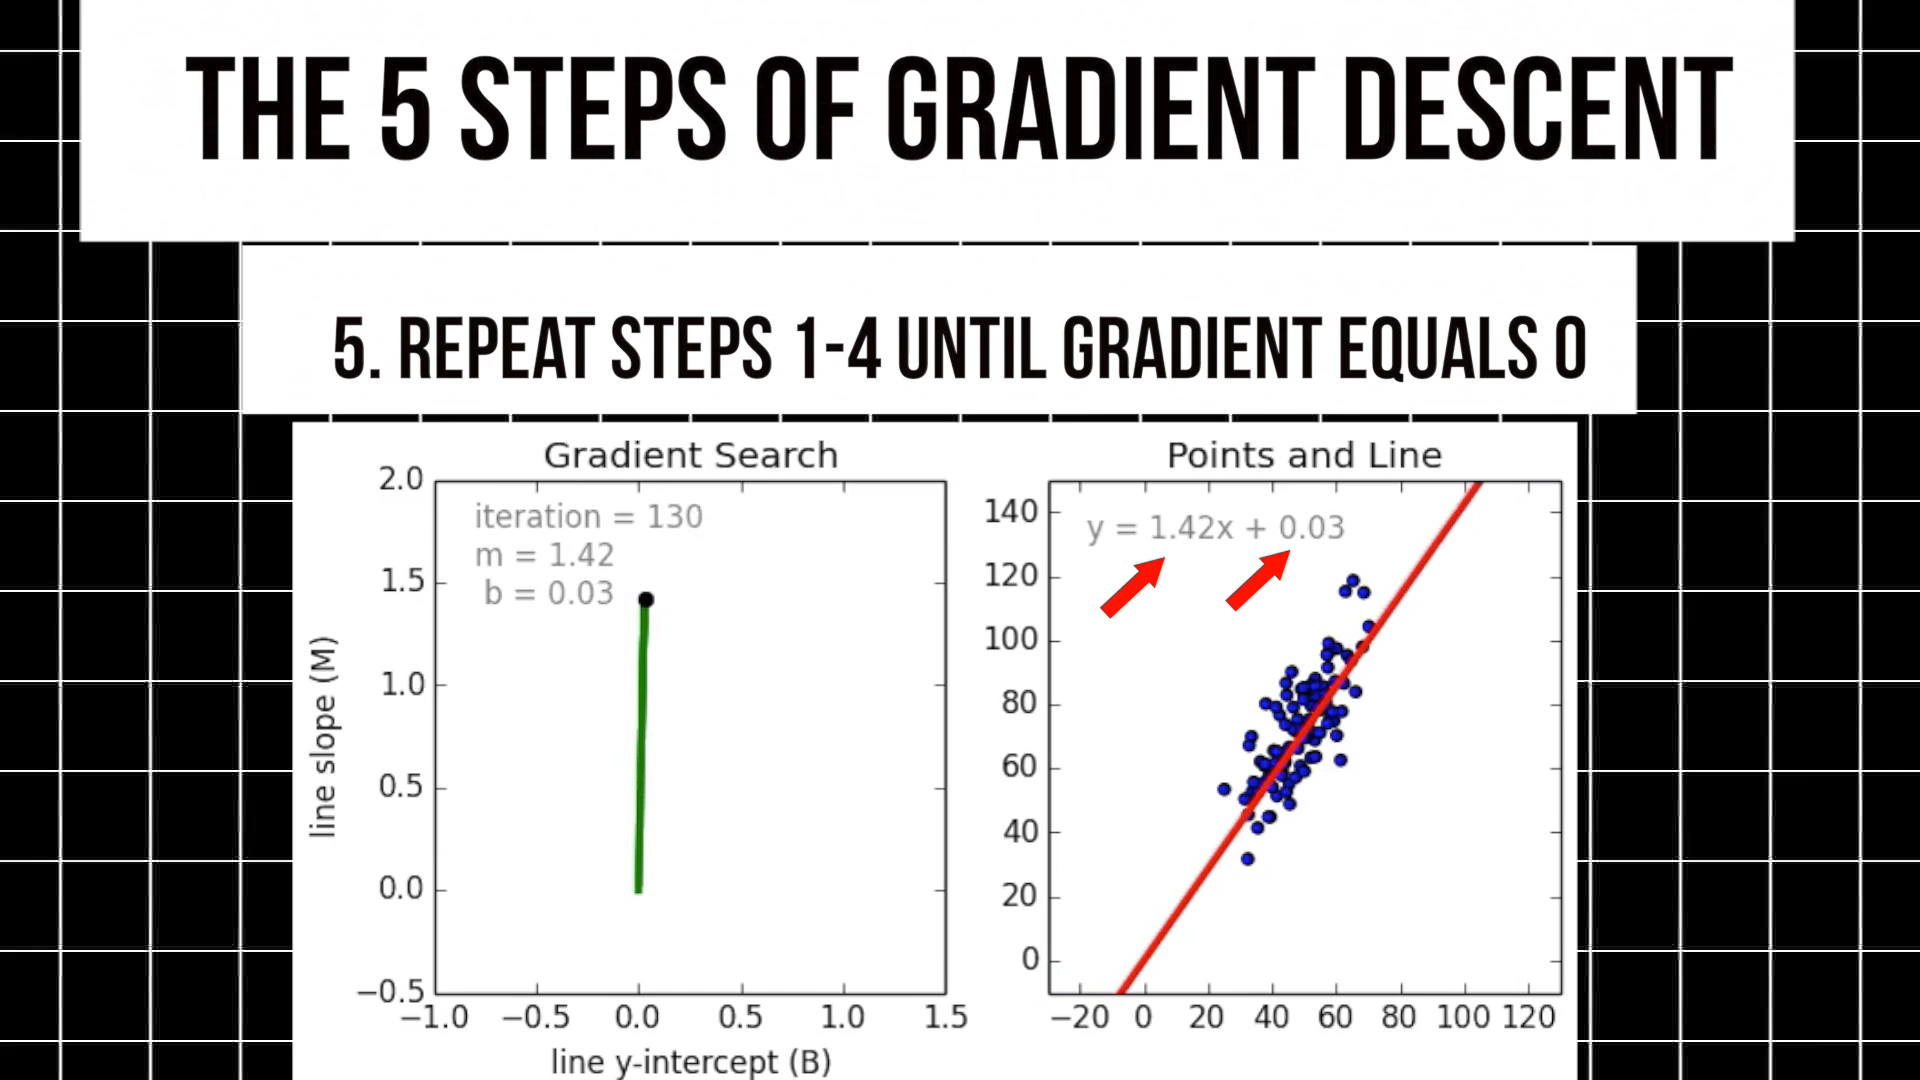 THE 5 STEPS OF GRADIENT DESCENT
5. REPEAT STEPS 1-4 UNTIL GRADIENT EQUALS 0
Gradient Search
2.0
1.5
1.0
0.5
0.0
−0.5
line slope (M)
iteration = 130
m = 1.42
b = 0.03
−1.0 −0.5 0.0 0.5 1.0 1.5
line y-intercept (B)
Points and Line
140
120
100
80
60
40
20
0
y = 1.42x + 0.03
−20 0 20 40 60 80 100 120